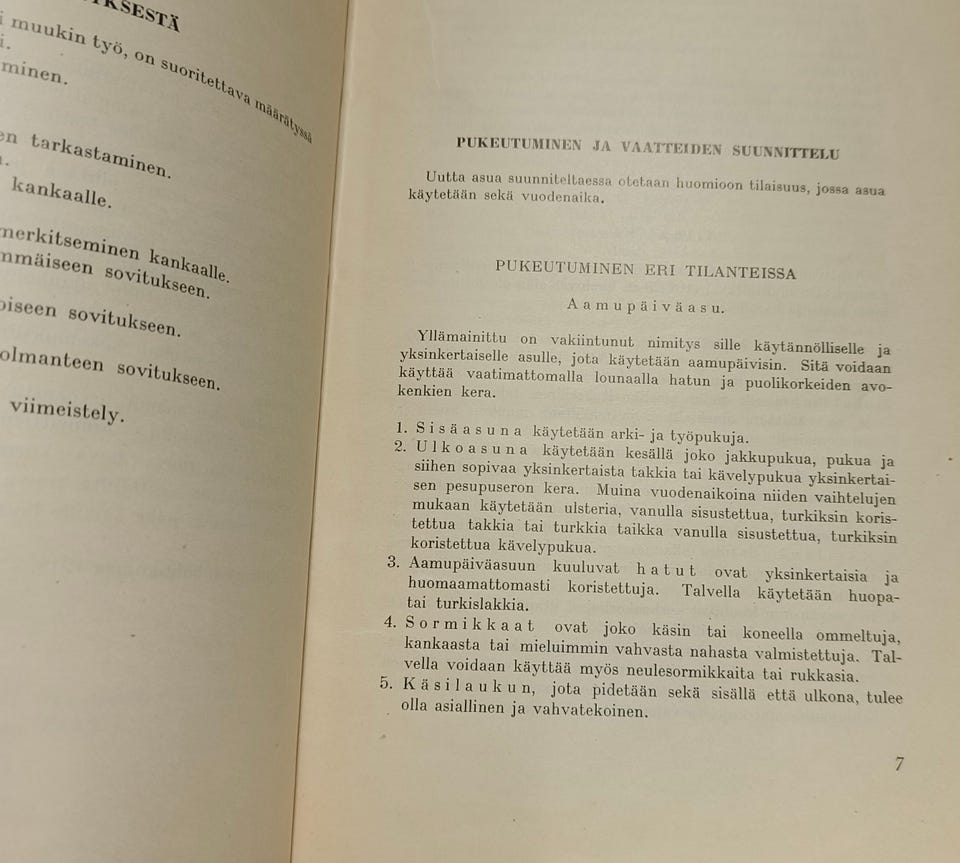 muukin työ, on suoritettava määrätyssä
tarkastaminen.
kankaalle.
merkitseminen kankaalle.
sovitukseen.
sovitukseen.
sovitukseen.
viimeistely.
PUKEUTUMINEN JA VAATTEIDEN SUUNNITTELU
Uutta asua suunniteltaessa otetaan huomioon tilaisuus, jossa asua
käytetään sekä vuodenaika.
PUKEUTUMINEN ERI TILANTEISSA
Aamupäiväasu.
Yllämainittu on vakiintunut nimitys sille käytännölliselle ja
yksinkertaiselle asulle, jota käytetään aamupäivisin. Sitä voidaan
käyttää vaatimattomalla lounaalla hatun ja puolikorkeiden avo-
kenkien kera.
1. Sisäasuna käytetään arki- ja työpukuja.
2. Ulkoasuna käytetään kesällä joko jakkupukua, pukua ja
siihen sopivaa yksinkertaista takkia tai kävelypukua yksinkertai-
sen pesupuseron kera. Muina vuodenaikoina niiden vaihtelujen
mukaan käytetään ulsteria, vanulla sisustettua, turkiksin koris-
tettua takkia tai turkkia taikka vanulla sisustettua, turkiksin
koristettua kävelypukua.
3. Aamupäiväasuun kuuluvat hatut ovat yksinkertaisia ja
huomaamattomasti koristettuja. Talvella käytetään huopa-
tai turkislakkia.
4. Sormikkaat ovat joko käsin tai koneella ommeltuja,
kankaasta tai mieluimmin vahvasta nahasta valmistettuja. Tal-
vella voidaan käyttää myös neulesormikkaita tai rukkasia.
5. Käsilaukun, jota pidetään sekä sisällä että ulkona, tulee
olla asiallinen ja vahvatekoinen.
7